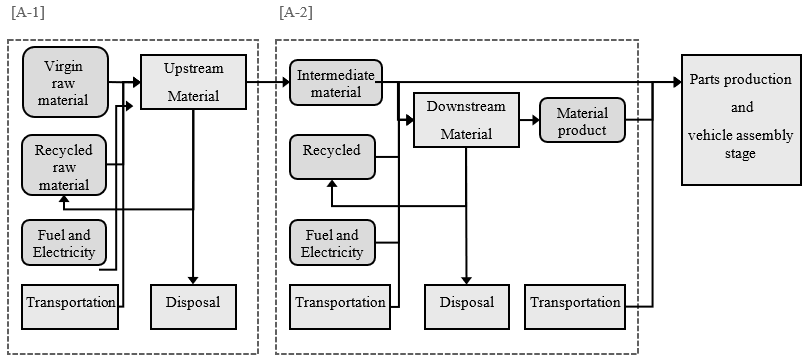 [A-1]
[A-2]
Virgin
raw
material
Upstream
Material
Recycled
raw
material
Fuel and
Electricity
Transportation
Disposal
Intermediate
material
Downstream
Material
Material
product
Recycled
Fuel and
Electricity
Transportation
Disposal
Transportation
Parts production
and
vehicle assembly
stage